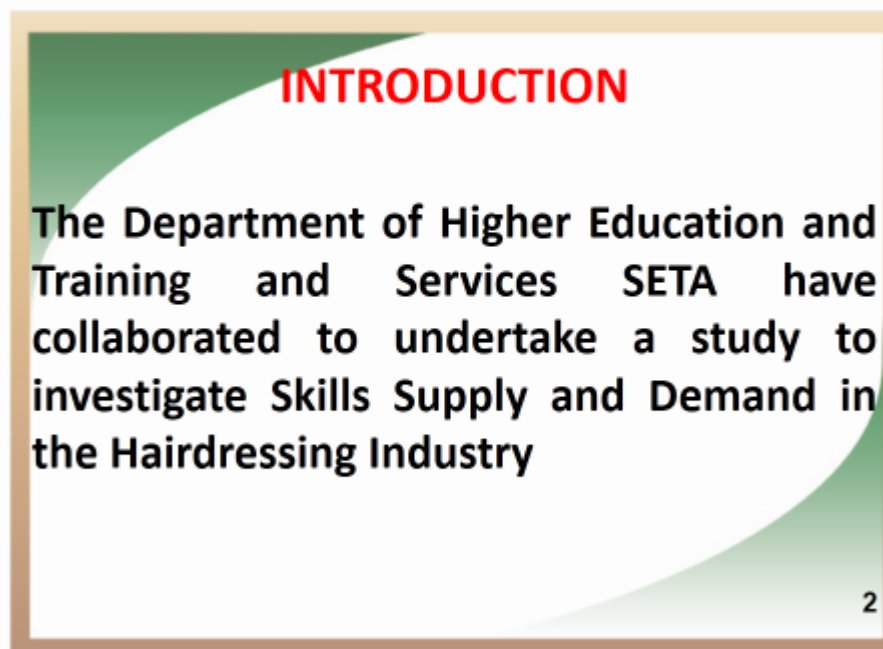 INTRODUCTION
The Department of Higher Education and
Training and Services SETA have
collaborated to undertake a study to
investigate Skills Supply and Demand in
the Hairdressing Industry
2